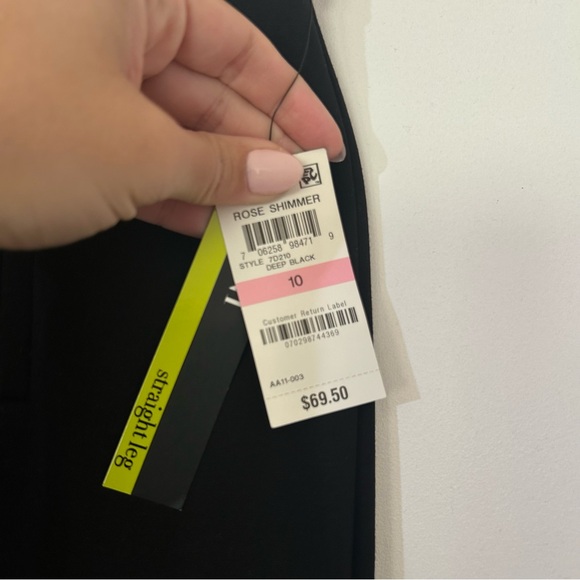 ROSE SHIMMER
7 06258 98471 9
STYLE 7D210
DEEP BLACK
10
Customer Return Label
070298744369
AA11-003
$69.50
straight leg